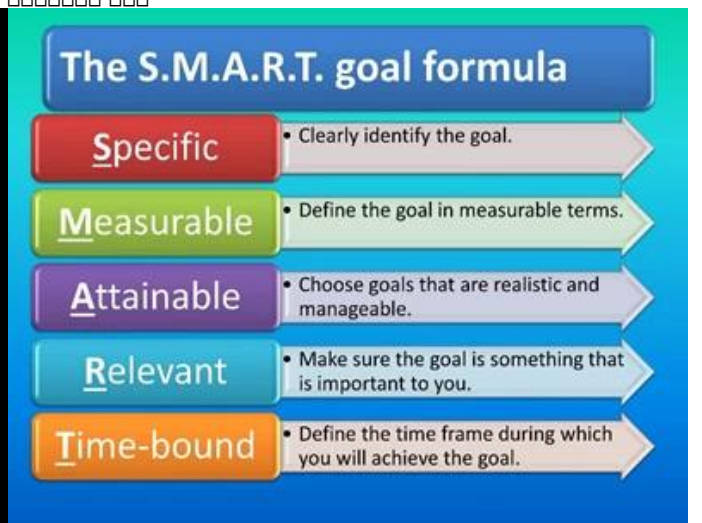 The S.M.A.R.T. goal formula
Specific
• Clearly identify the goal.
Measurable
• Define the goal in measurable terms.
Attainable
• Choose goals that are realistic and
manageable.
Relevant
• Make sure the goal is something that
is important to you.
Time-bound
• Define the time frame during which
you will achieve the goal.